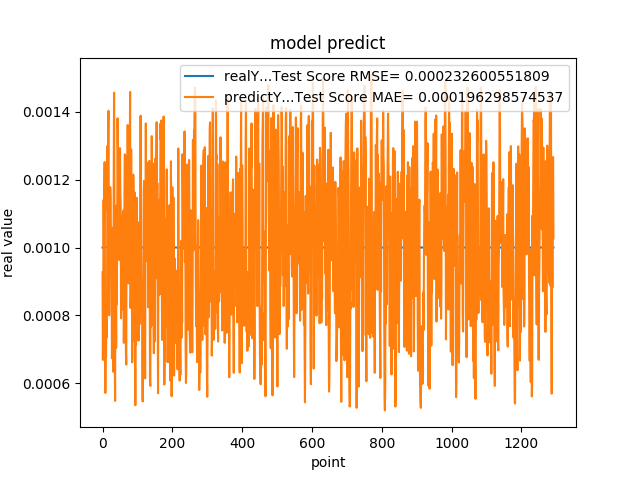 model predict
realY...Test Score RMSE= 0.000232600551809
predictY...Test Score MAE= 0.000196298574537
0.0014
0.0012
0.0010
0.0008
0.0006
real value
0 200 400 600 800 1000 1200
point